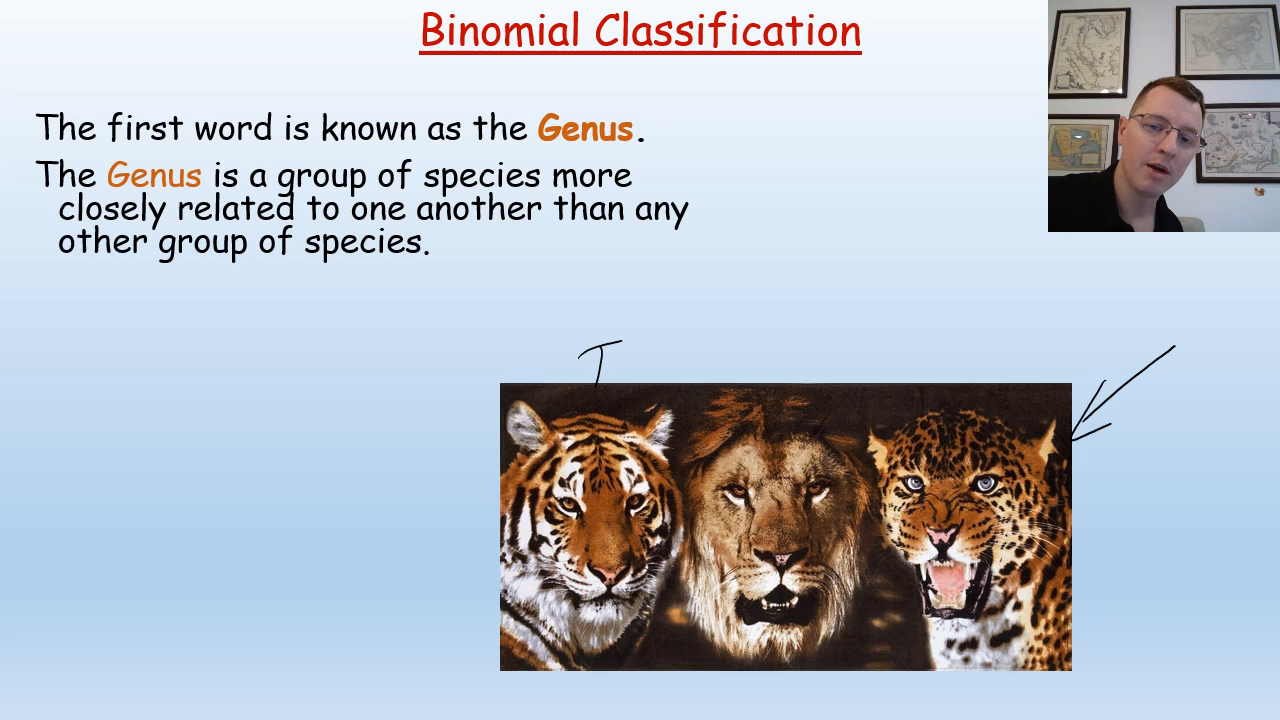 Binomial Classification
The first word is known as the Genus.
The Genus is a group of species more
closely related to one another than any
other group of species.
T